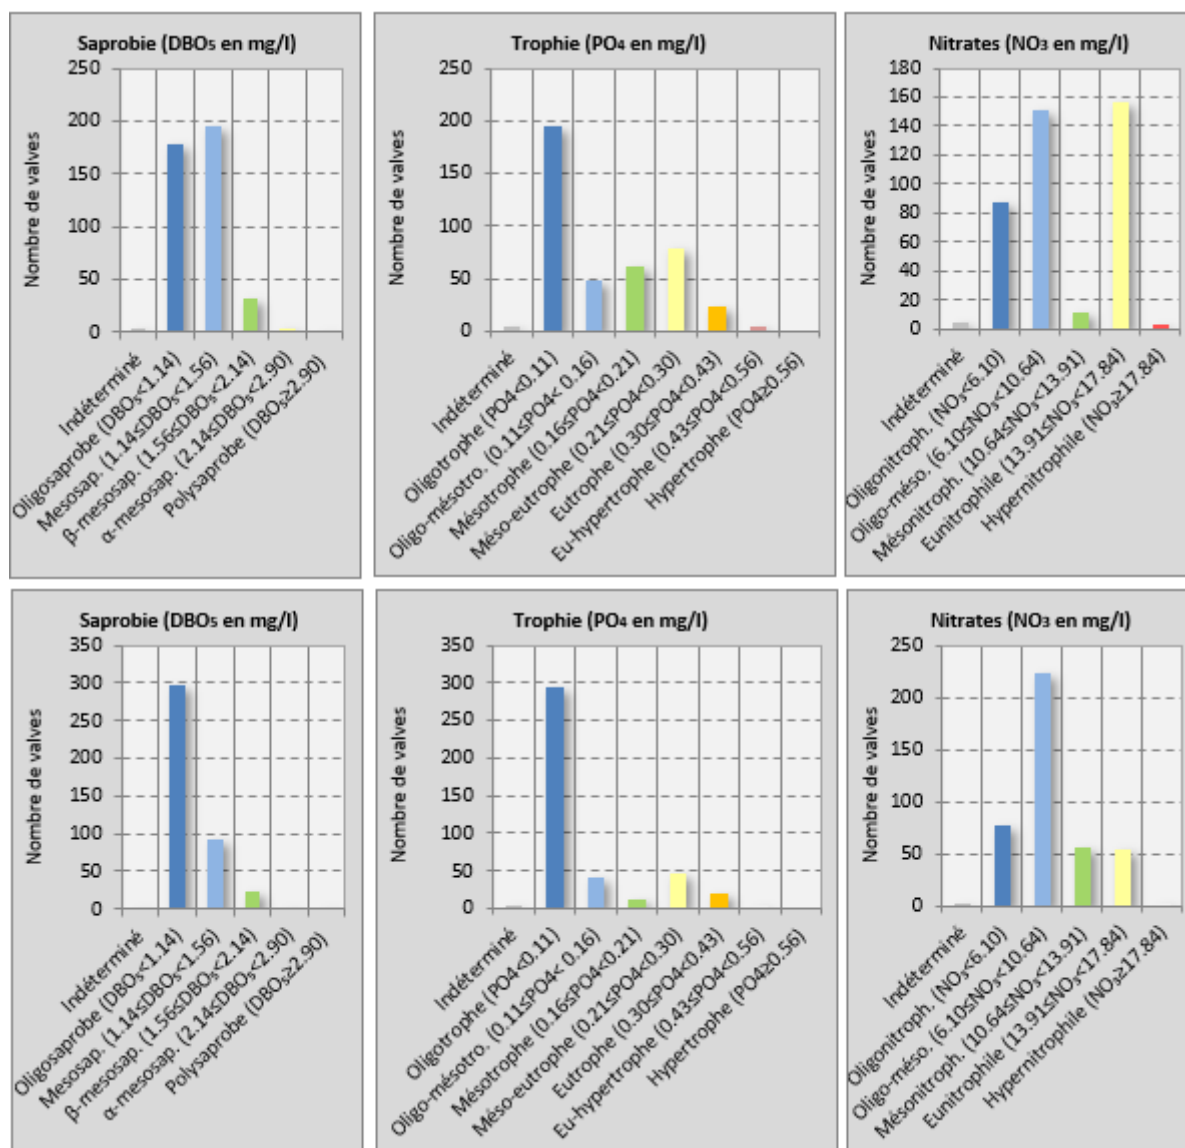 Saprobie (DBO₅ en mg/l)
Nombre de valves
250
200
150
100
50
0
Indéterminé
Oligosaprobe (DBO₅<1.14)
Mesosap. (1.14≤DBO₅<1.56)
β-mesosap. (1.56≤DBO₅<2.14)
α-mesosap. (2.14≤DBO₅<2.90)
Polysaprobe (DBO₅≥2.90)
Trophie (PO₄ en mg/l)
Nombre de valves
250
200
150
100
50
0
Indéterminé
Oligotrophe (PO4<0.11)
Oligo-mésotro. (0.11≤PO4< 0.16)
Mésotrophe (0.16≤PO4<0.21)
Méso-eutrophe (0.21≤PO4<0.30)
Eutrophe (0.30≤PO4<0.43)
Eu-hypertrophe (0.43≤PO4<0.56)
Hypertrophe (PO4≥0.56)
Nitrates (NO₃ en mg/l)
Nombre de valves
180
160
140
120
100
80
60
40
20
0
Indéterminé
Oligonitroph. (NO₃<6.10)
Oligo-méso. (6.10≤NO₃<10.64)
Mésonitroph. (10.64≤NO₃<13.91)
Eunitrophile (13.91≤NO₃<17.84)
Hypernitrophile (NO₃≥17.84)
Saprobie (DBO₅ en mg/l)
Nombre de valves
350
300
250
200
150
100
50
0
Indéterminé
Oligosaprobe (DBO₅<1.14)
Mesosap. (1.14≤DBO₅<1.56)
β-mesosap. (1.56≤DBO₅<2.14)
α-mesosap. (2.14≤DBO₅<2.90)
Polysaprobe (DBO₅≥2.90)
Trophie (PO₄ en mg/l)
Nombre de valves
350
300
250
200
150
100
50
0
Indéterminé
Oligotrophe (PO4<0.11)
Oligo-mésotro. (0.11≤PO4< 0.16)
Mésotrophe (0.16≤PO4<0.21)
Méso-eutrophe (0.21≤PO4<0.30)
Eutrophe (0.30≤PO4<0.43)
Eu-hypertrophe (0.43≤PO4<0.56)
Hypertrophe (PO4≥0.56)
Nitrates (NO₃ en mg/l)
Nombre de valves
250
200
150
100
50
0
Indéterminé
Oligonitroph. (NO₃<6.10)
Oligo-méso. (6.10≤NO₃<10.64)
Mésonitroph. (10.64≤NO₃<13.91)
Eunitrophile (13.91≤NO₃<17.84)
Hypernitrophile (NO₃≥17.84)